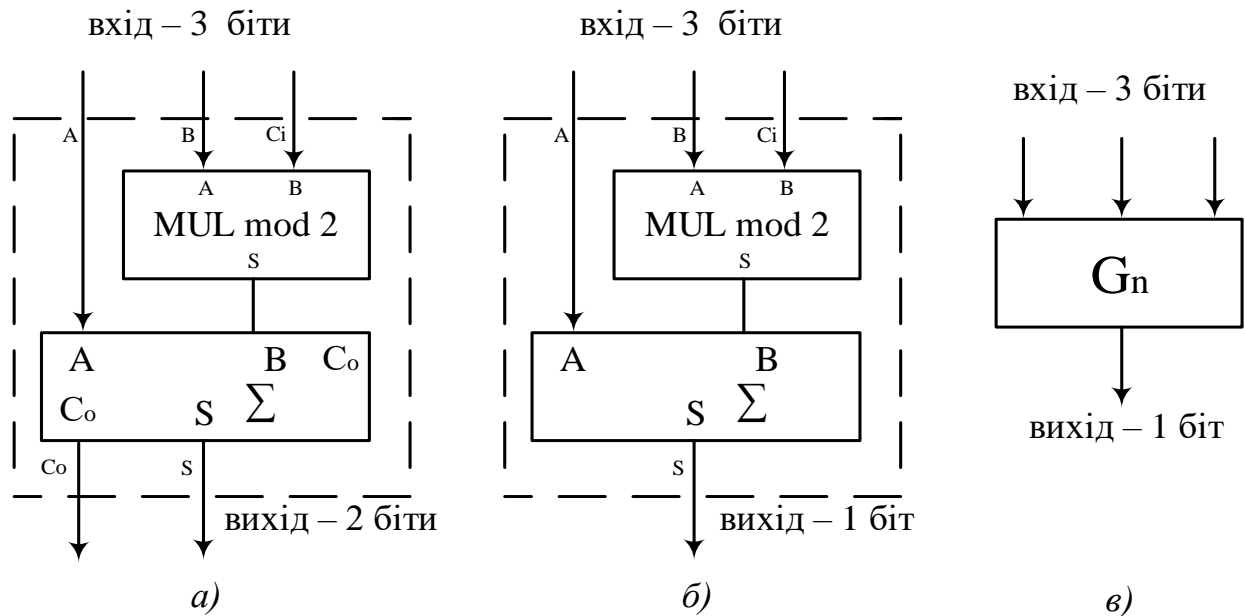 вхід – 3 біти
A
B
Ci
A B
MUL mod 2
S
A B Co
Co S Σ
Co
S
вихід – 2 біти
а)
вхід – 3 біти
A
B
Ci
A B
MUL mod 2
S
A B
S Σ
S
вихід – 1 біт
б)
вхід – 3 біти
Gn
вихід – 1 біт
в)